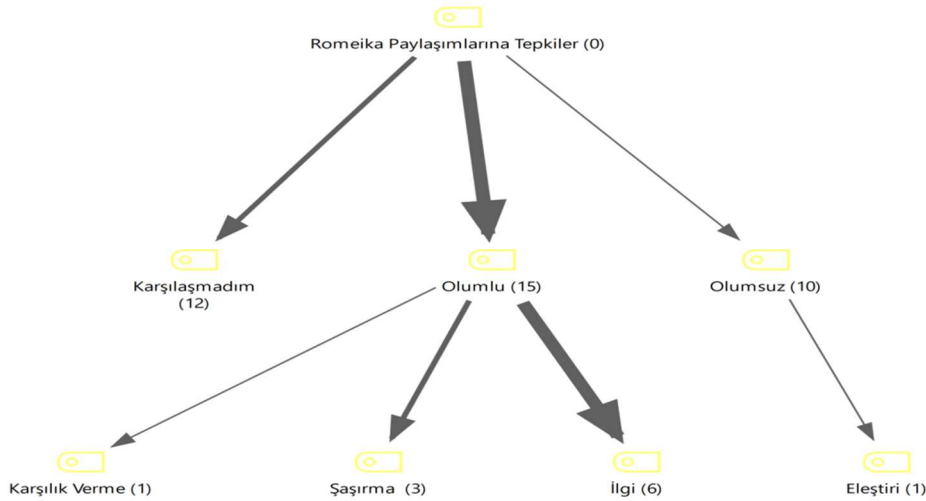 Romeika Paylaşımlarına Tepkiler (0)
Karşılaşmadım
(12)
Olumlu (15)
Olumsuz (10)
Karşılık Verme (1)
Şaşırma (3)
İlgi (6)
Eleştiri (1)